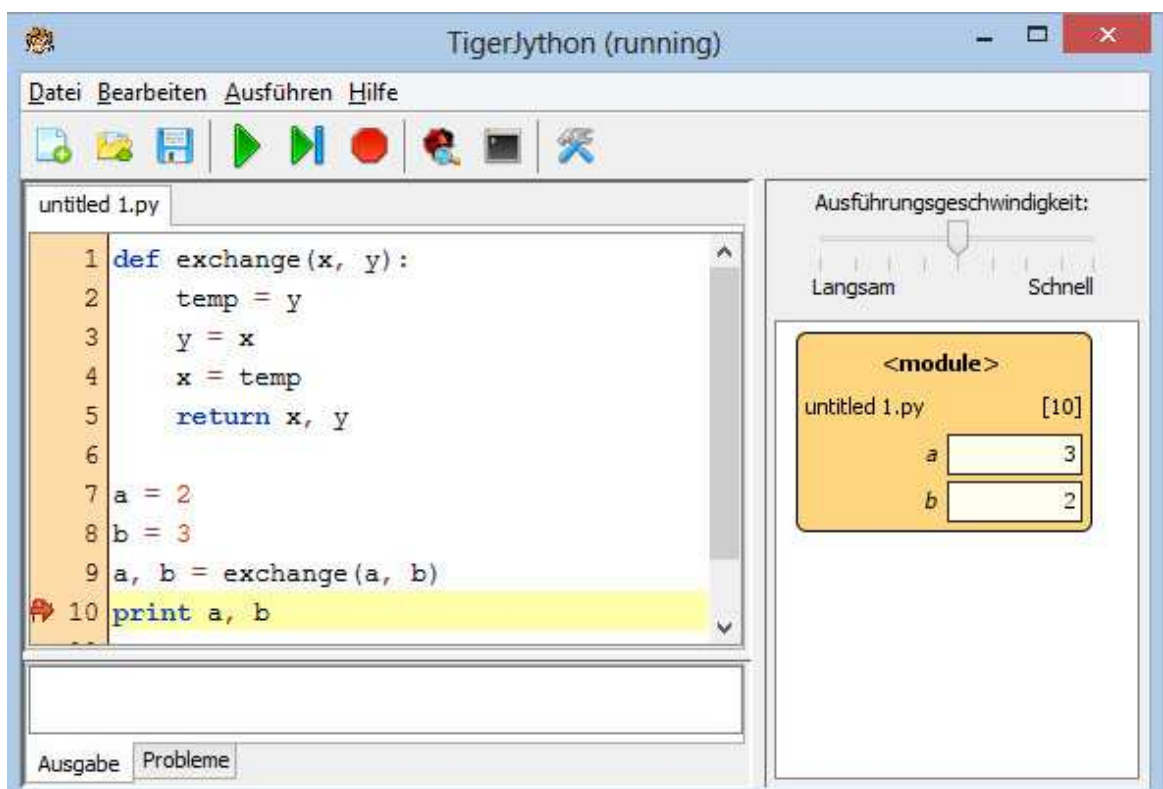 TigerJython (running)
Datei Bearbeiten Ausführen Hilfe
untitled 1.py
1 def exchange(x, y):
2     temp = y
3     y = x
4     x = temp
5     return x, y
6
7 a = 2
8 b = 3
9 a, b = exchange(a, b)
10 print a, b
Ausgabe Probleme
Ausführungsgeschwindigkeit:
Langsam Schnell
<module>
untitled 1.py [10]
a 3
b 2